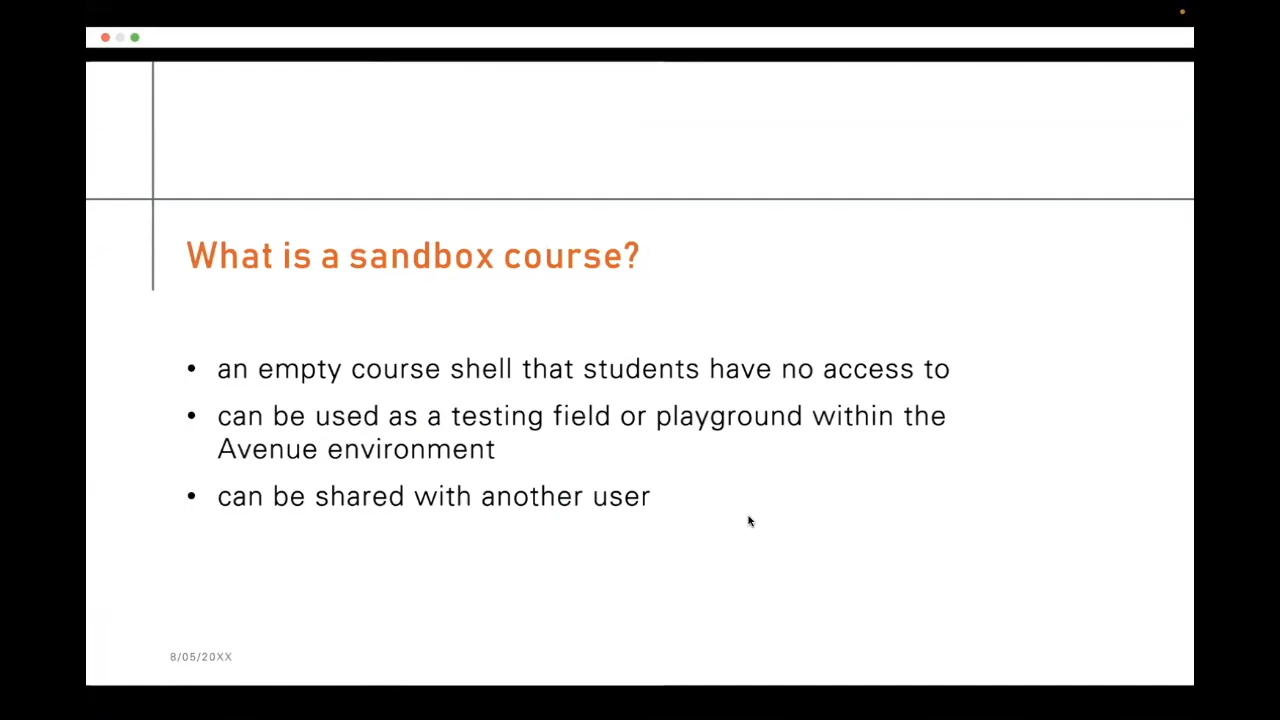 What is a sandbox course?
• an empty course shell that students have no access to
• can be used as a testing field or playground within the
Avenue environment
• can be shared with another user
8/05/20XX